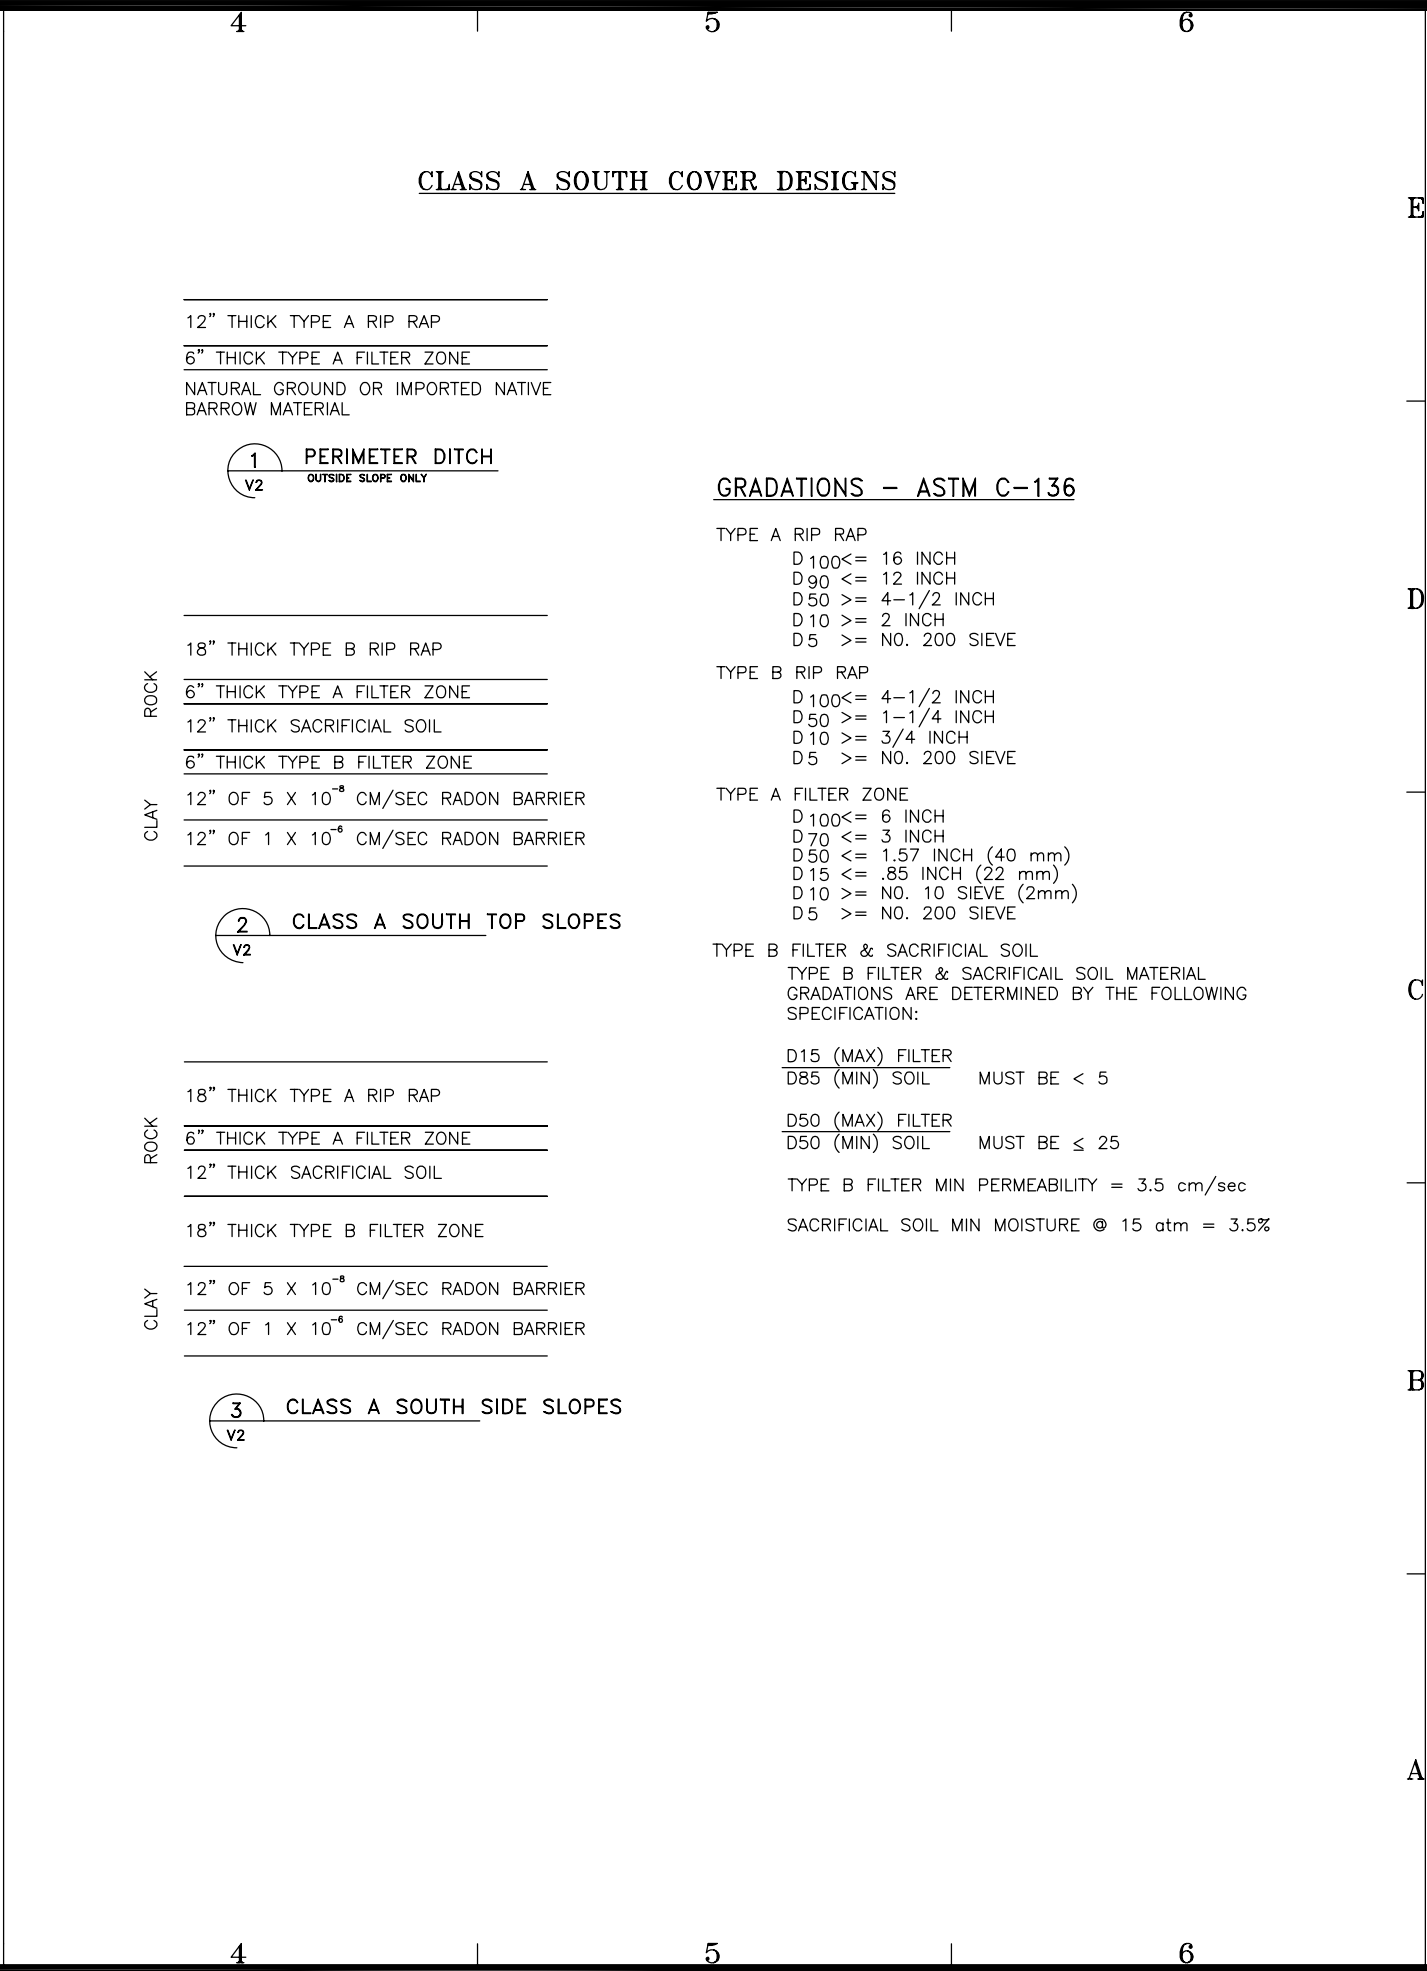 4 5 6
CLASS A SOUTH COVER DESIGNS
E
12" THICK TYPE A RIP RAP
6" THICK TYPE A FILTER ZONE
NATURAL GROUND OR IMPORTED NATIVE
BARROW MATERIAL
1 PERIMETER DITCH
V2 OUTSIDE SLOPE ONLY
18" THICK TYPE B RIP RAP
ROCK
6" THICK TYPE A FILTER ZONE
12" THICK SACRIFICIAL SOIL
6" THICK TYPE B FILTER ZONE
CLAY
12" OF 5 X 10⁻⁸ CM/SEC RADON BARRIER
12" OF 1 X 10⁻⁶ CM/SEC RADON BARRIER
2 CLASS A SOUTH TOP SLOPES
V2
18" THICK TYPE A RIP RAP
ROCK
6" THICK TYPE A FILTER ZONE
12" THICK SACRIFICIAL SOIL
18" THICK TYPE B FILTER ZONE
CLAY
12" OF 5 X 10⁻⁸ CM/SEC RADON BARRIER
12" OF 1 X 10⁻⁶ CM/SEC RADON BARRIER
3 CLASS A SOUTH SIDE SLOPES
V2
GRADATIONS - ASTM C-136
TYPE A RIP RAP
D100<= 16 INCH
D90 <= 12 INCH
D50 >= 4-1/2 INCH
D10 >= 2 INCH
D5 >= NO. 200 SIEVE
TYPE B RIP RAP
D100<= 4-1/2 INCH
D50 >= 1-1/4 INCH
D10 >= 3/4 INCH
D5 >= NO. 200 SIEVE
TYPE A FILTER ZONE
D100<= 6 INCH
D70 <= 3 INCH
D50 <= 1.57 INCH (40 mm)
D15 <= .85 INCH (22 mm)
D10 >= NO. 10 SIEVE (2mm)
D5 >= NO. 200 SIEVE
TYPE B FILTER & SACRIFICIAL SOIL
TYPE B FILTER & SACRIFICAIL SOIL MATERIAL
GRADATIONS ARE DETERMINED BY THE FOLLOWING
SPECIFICATION:
D15 (MAX) FILTER
D85 (MIN) SOIL MUST BE < 5
D50 (MAX) FILTER
D50 (MIN) SOIL MUST BE ≤ 25
TYPE B FILTER MIN PERMEABILITY = 3.5 cm/sec
SACRIFICIAL SOIL MIN MOISTURE @ 15 atm = 3.5%
D
C
B
A
4 5 6